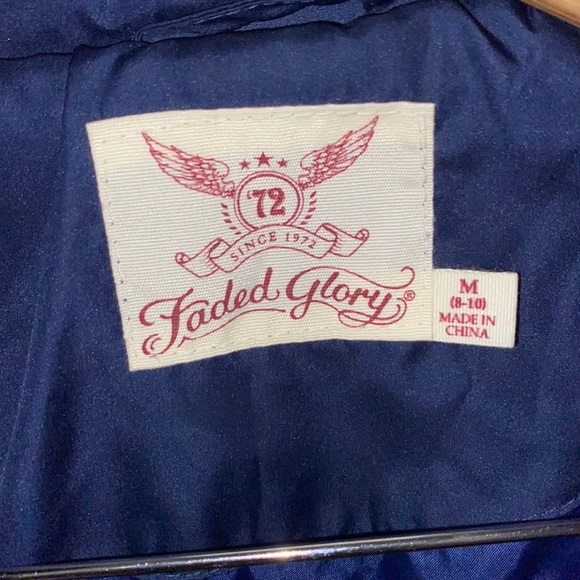 '72
SINCE 1972
Faded Glory®
M
(8-10)
MADE IN
CHINA